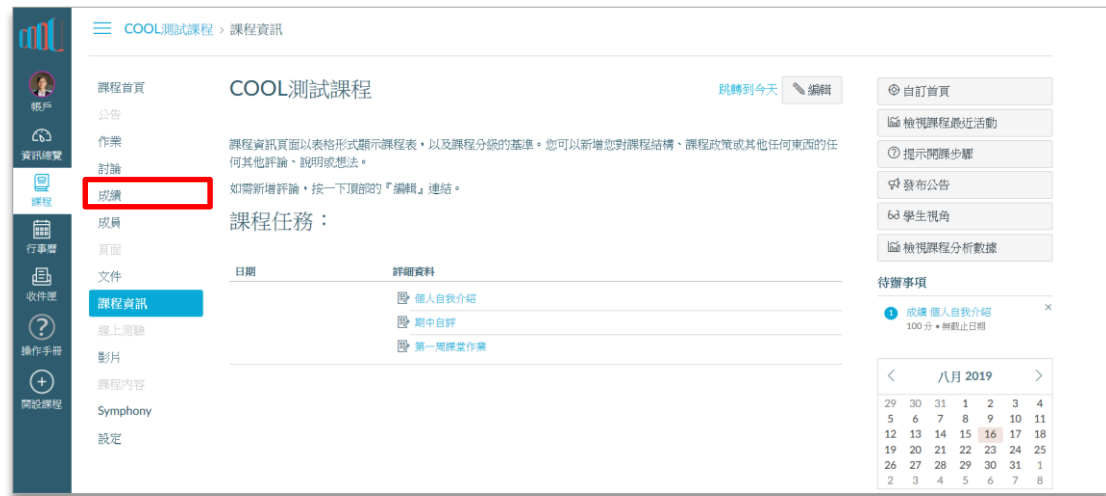 COOL
COOL測試課程 › 課程資訊
帳戶
資訊總覽
課程
行事曆
收件匣
操作手冊
開設課程
課程首頁
公告
作業
討論
成績
成員
頁面
文件
課程資訊
線上測驗
影片
課程內容
Symphony
設定
COOL測試課程
跳轉到今天
編輯
課程資訊頁面以表格形式顯示課程表，以及課程分級的基準。您可以新增您對課程結構、課程政策或其他任何東西的任
何其他評論、說明或想法。
如需新增評論，按一下頂部的『編輯』連結。
課程任務：
日期 詳細資料
個人自我介紹
期中自評
第一周課堂作業
自訂首頁
檢視課程最近活動
提示開課步驟
發布公告
學生視角
檢視課程分析數據
待辦事項
1 成績 個人自我介紹 ×
100 分 • 無截止日期
< 八月 2019 >
29 30 31 1 2 3 4
5 6 7 8 9 10 11
12 13 14 15 16 17 18
19 20 21 22 23 24 25
26 27 28 29 30 31 1
2 3 4 5 6 7 8